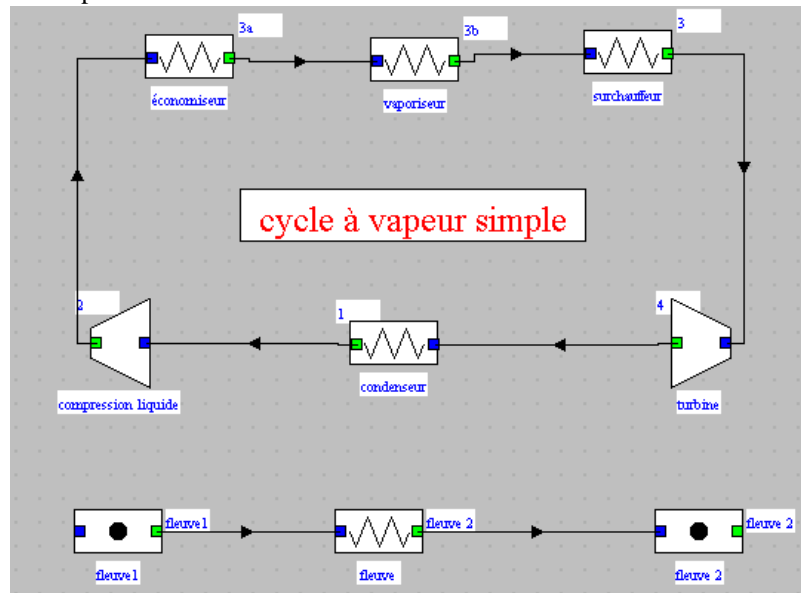 3a
3b
3
économiseur
vaporiseur
surchauffeur
cycle à vapeur simple
2
1
4
compression liquide
condenseur
turbine
fleuve1
fleuve 2
fleuve 2
fleuve1
fleuve
fleuve 2